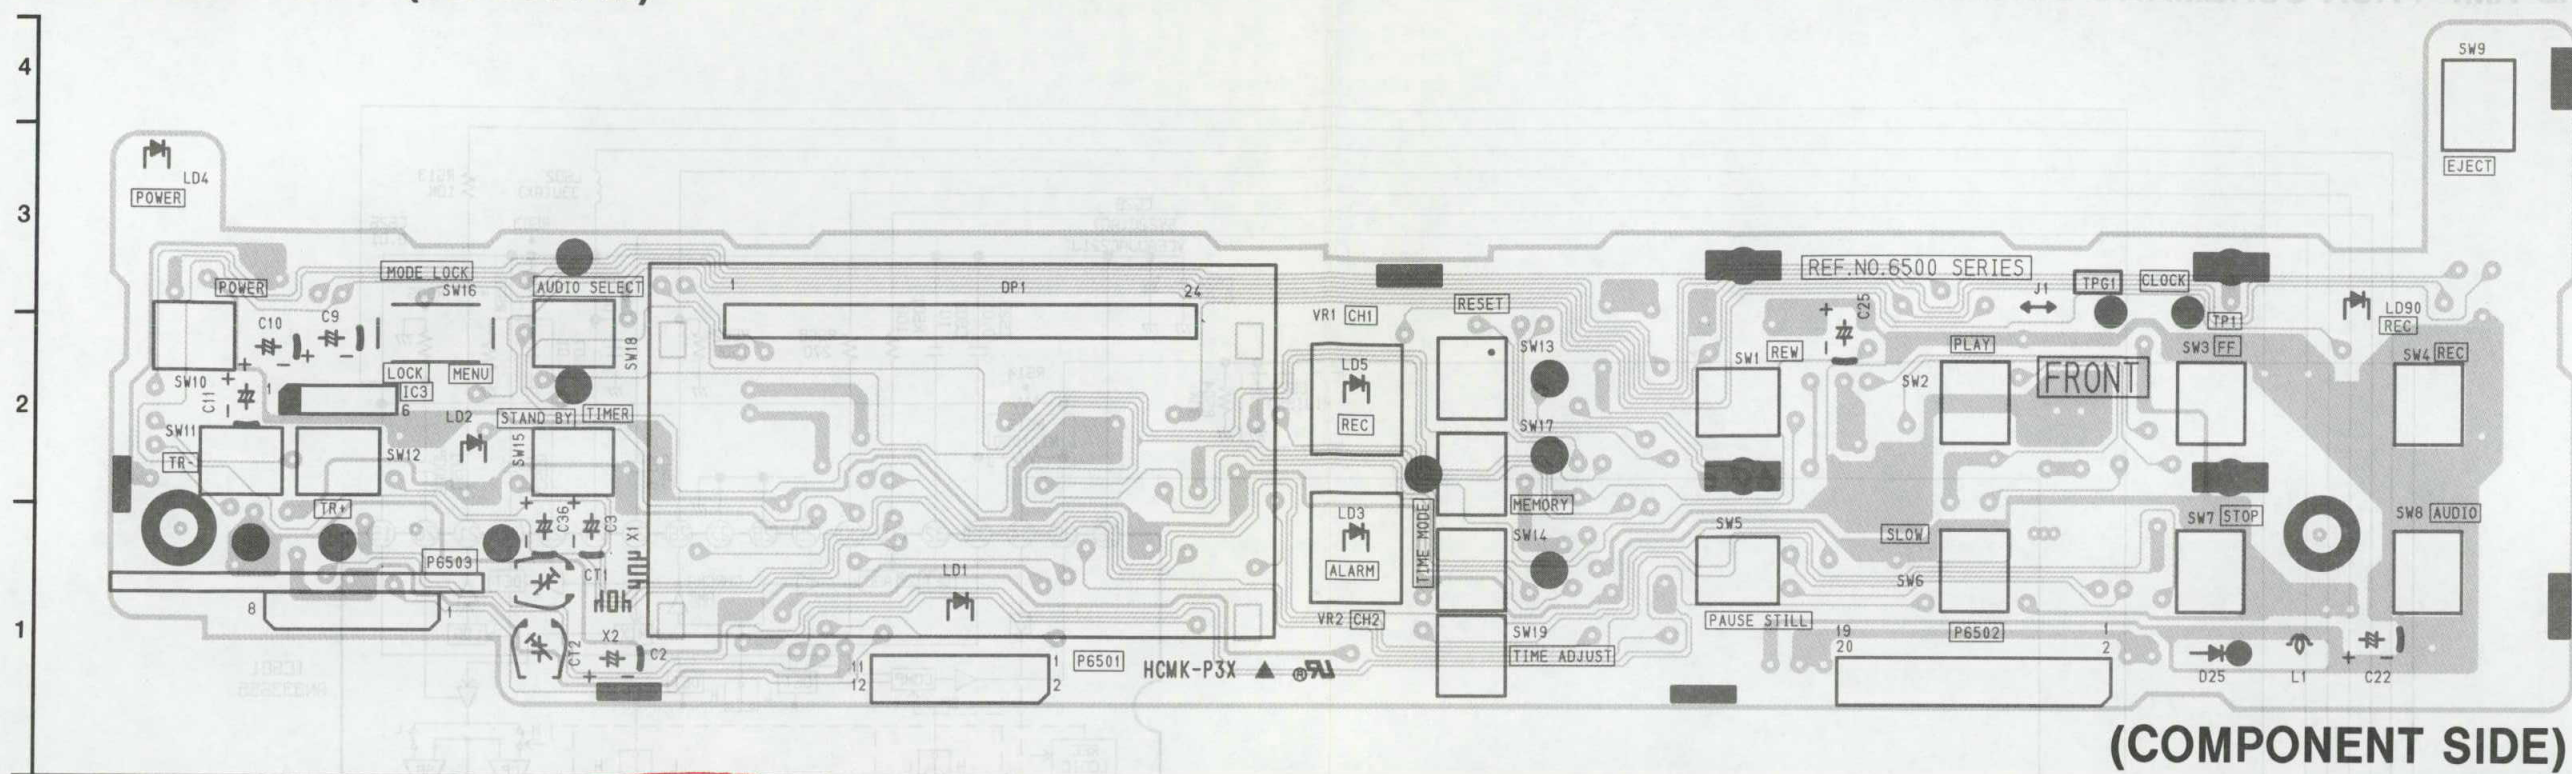 4
3
2
1
SW9
EJECT
LD4
POWER
POWER
MODE LOCK
SW16
AUDIO SELECT
1
DP1
24
VR1 CH1
RESET
REF.NO.6500 SERIES
J1
TPG1
CLOCK
TP1
LD90
REC
C10
C9
C25
SW10
C11
1
LOCK
MENU
IC3
6
SW18
LD5
REC
SW13
SW1 REW
PLAY
SW2
FRONT
SW3 FF
SW4 REC
LD2
STAND BY
TIMER
SW11
TR-
SW12
SW15
SW17
TR+
C36
C3
X1
LD3
ALARM
TIME MODE
MEMORY
SW14
SW5
SLOW
SW6
SW7 STOP
SW8 AUDIO
P6503
CT1
8
1
LD1
VR2 CH2
PAUSE STILL
X2
CT2
C2
11
12
1
2
P6501
HCMK-P3X
SW19
TIME ADJUST
19
20
P6502
1
2
D25
L1
C22
(COMPONENT SIDE)